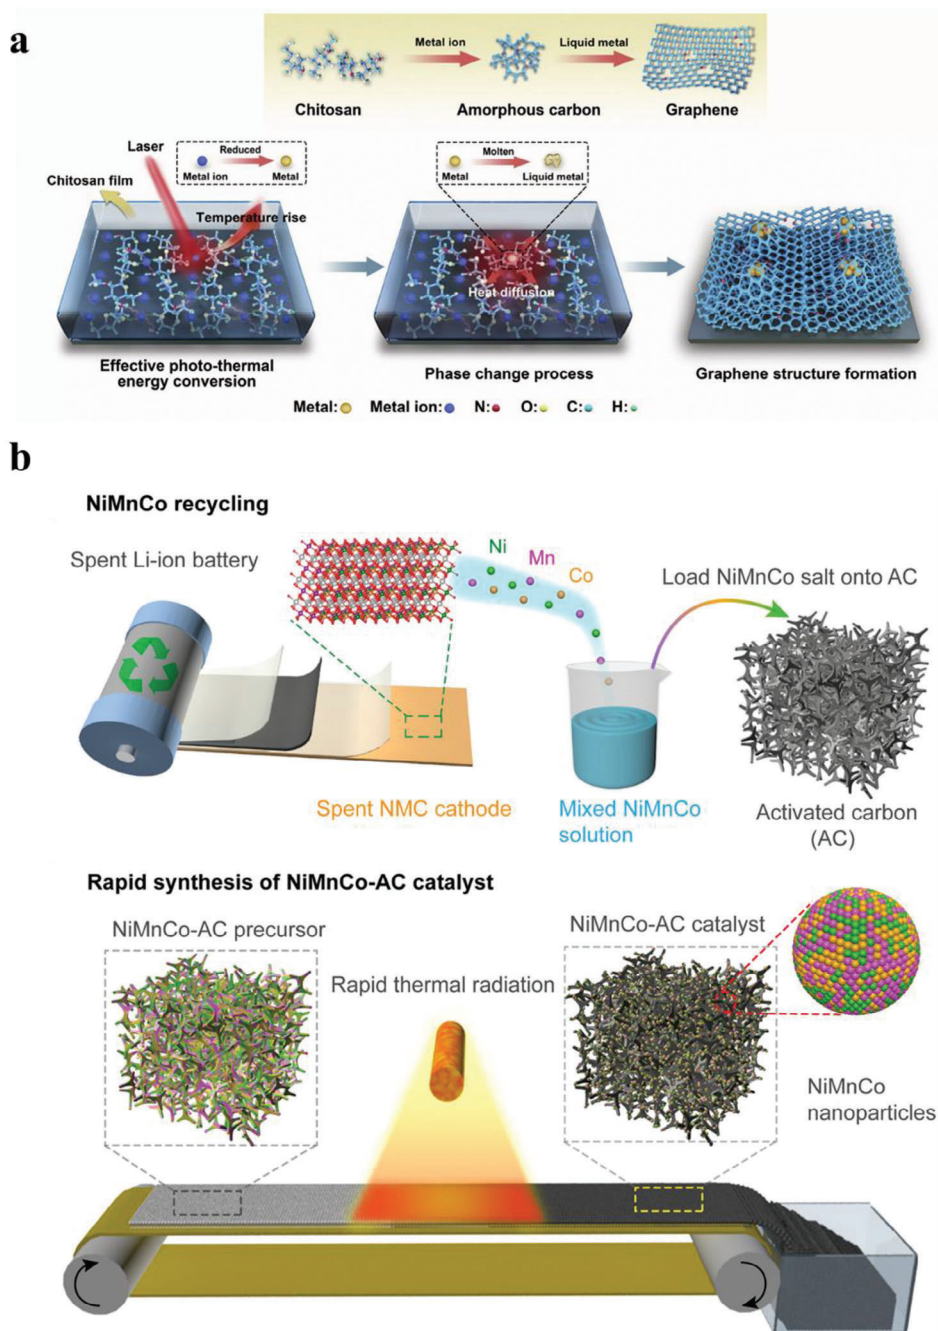 a
Metal ion
Liquid metal
Chitosan
Amorphous carbon
Graphene
Laser
Reduced
Metal ion
Metal
Chitosan film
Temperature rise
Molten
Metal
Liquid metal
Heat diffusion
Effective photo-thermal
energy conversion
Phase change process
Graphene structure formation
Metal: Metal ion: N: O: C: H:
b
NiMnCo recycling
Spent Li-ion battery
Ni
Mn
Co
Load NiMnCo salt onto AC
Spent NMC cathode
Mixed NiMnCo
solution
Activated carbon
(AC)
Rapid synthesis of NiMnCo-AC catalyst
NiMnCo-AC precursor
Rapid thermal radiation
NiMnCo-AC catalyst
NiMnCo
nanoparticles